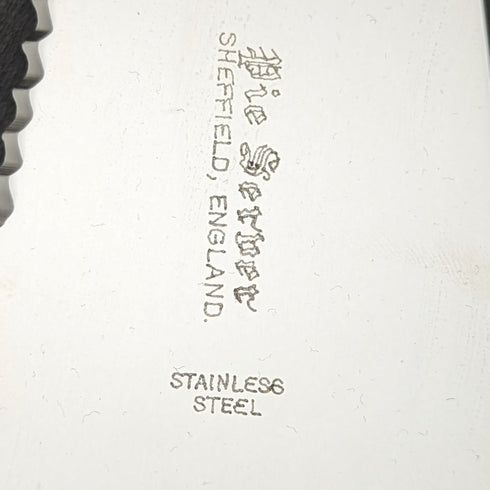 Pie Server
SHEFFIELD, ENGLAND.
STAINLESS
STEEL